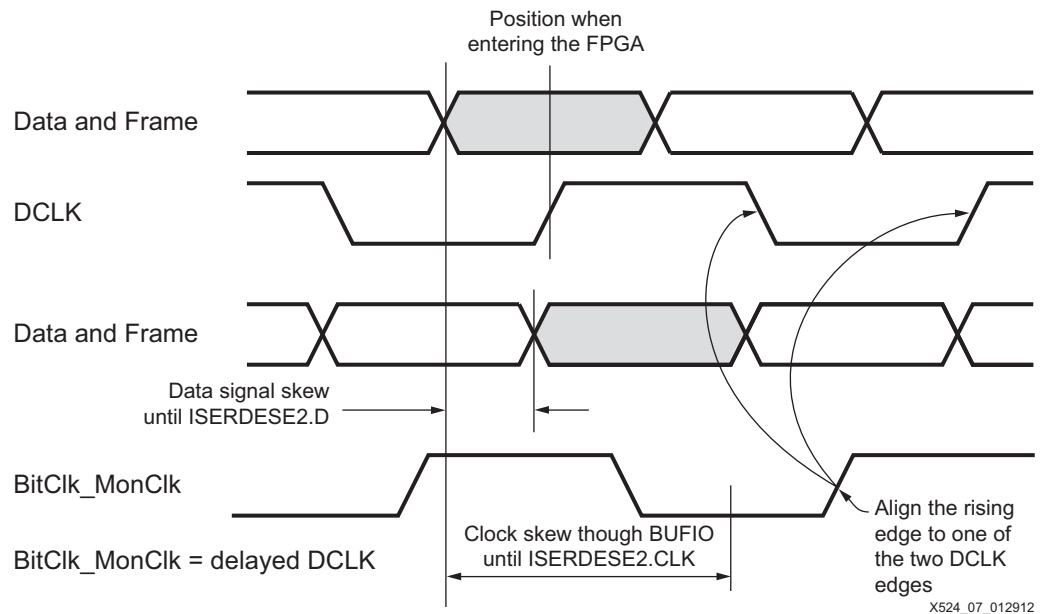 Position when
entering the FPGA
Data and Frame
DCLK
Data and Frame
Data signal skew
until ISERDESE2.D
BitClk_MonClk
Clock skew though BUFIO
until ISERDESE2.CLK
Align the rising
edge to one of
the two DCLK
edges
BitClk_MonClk = delayed DCLK
X524_07_012912